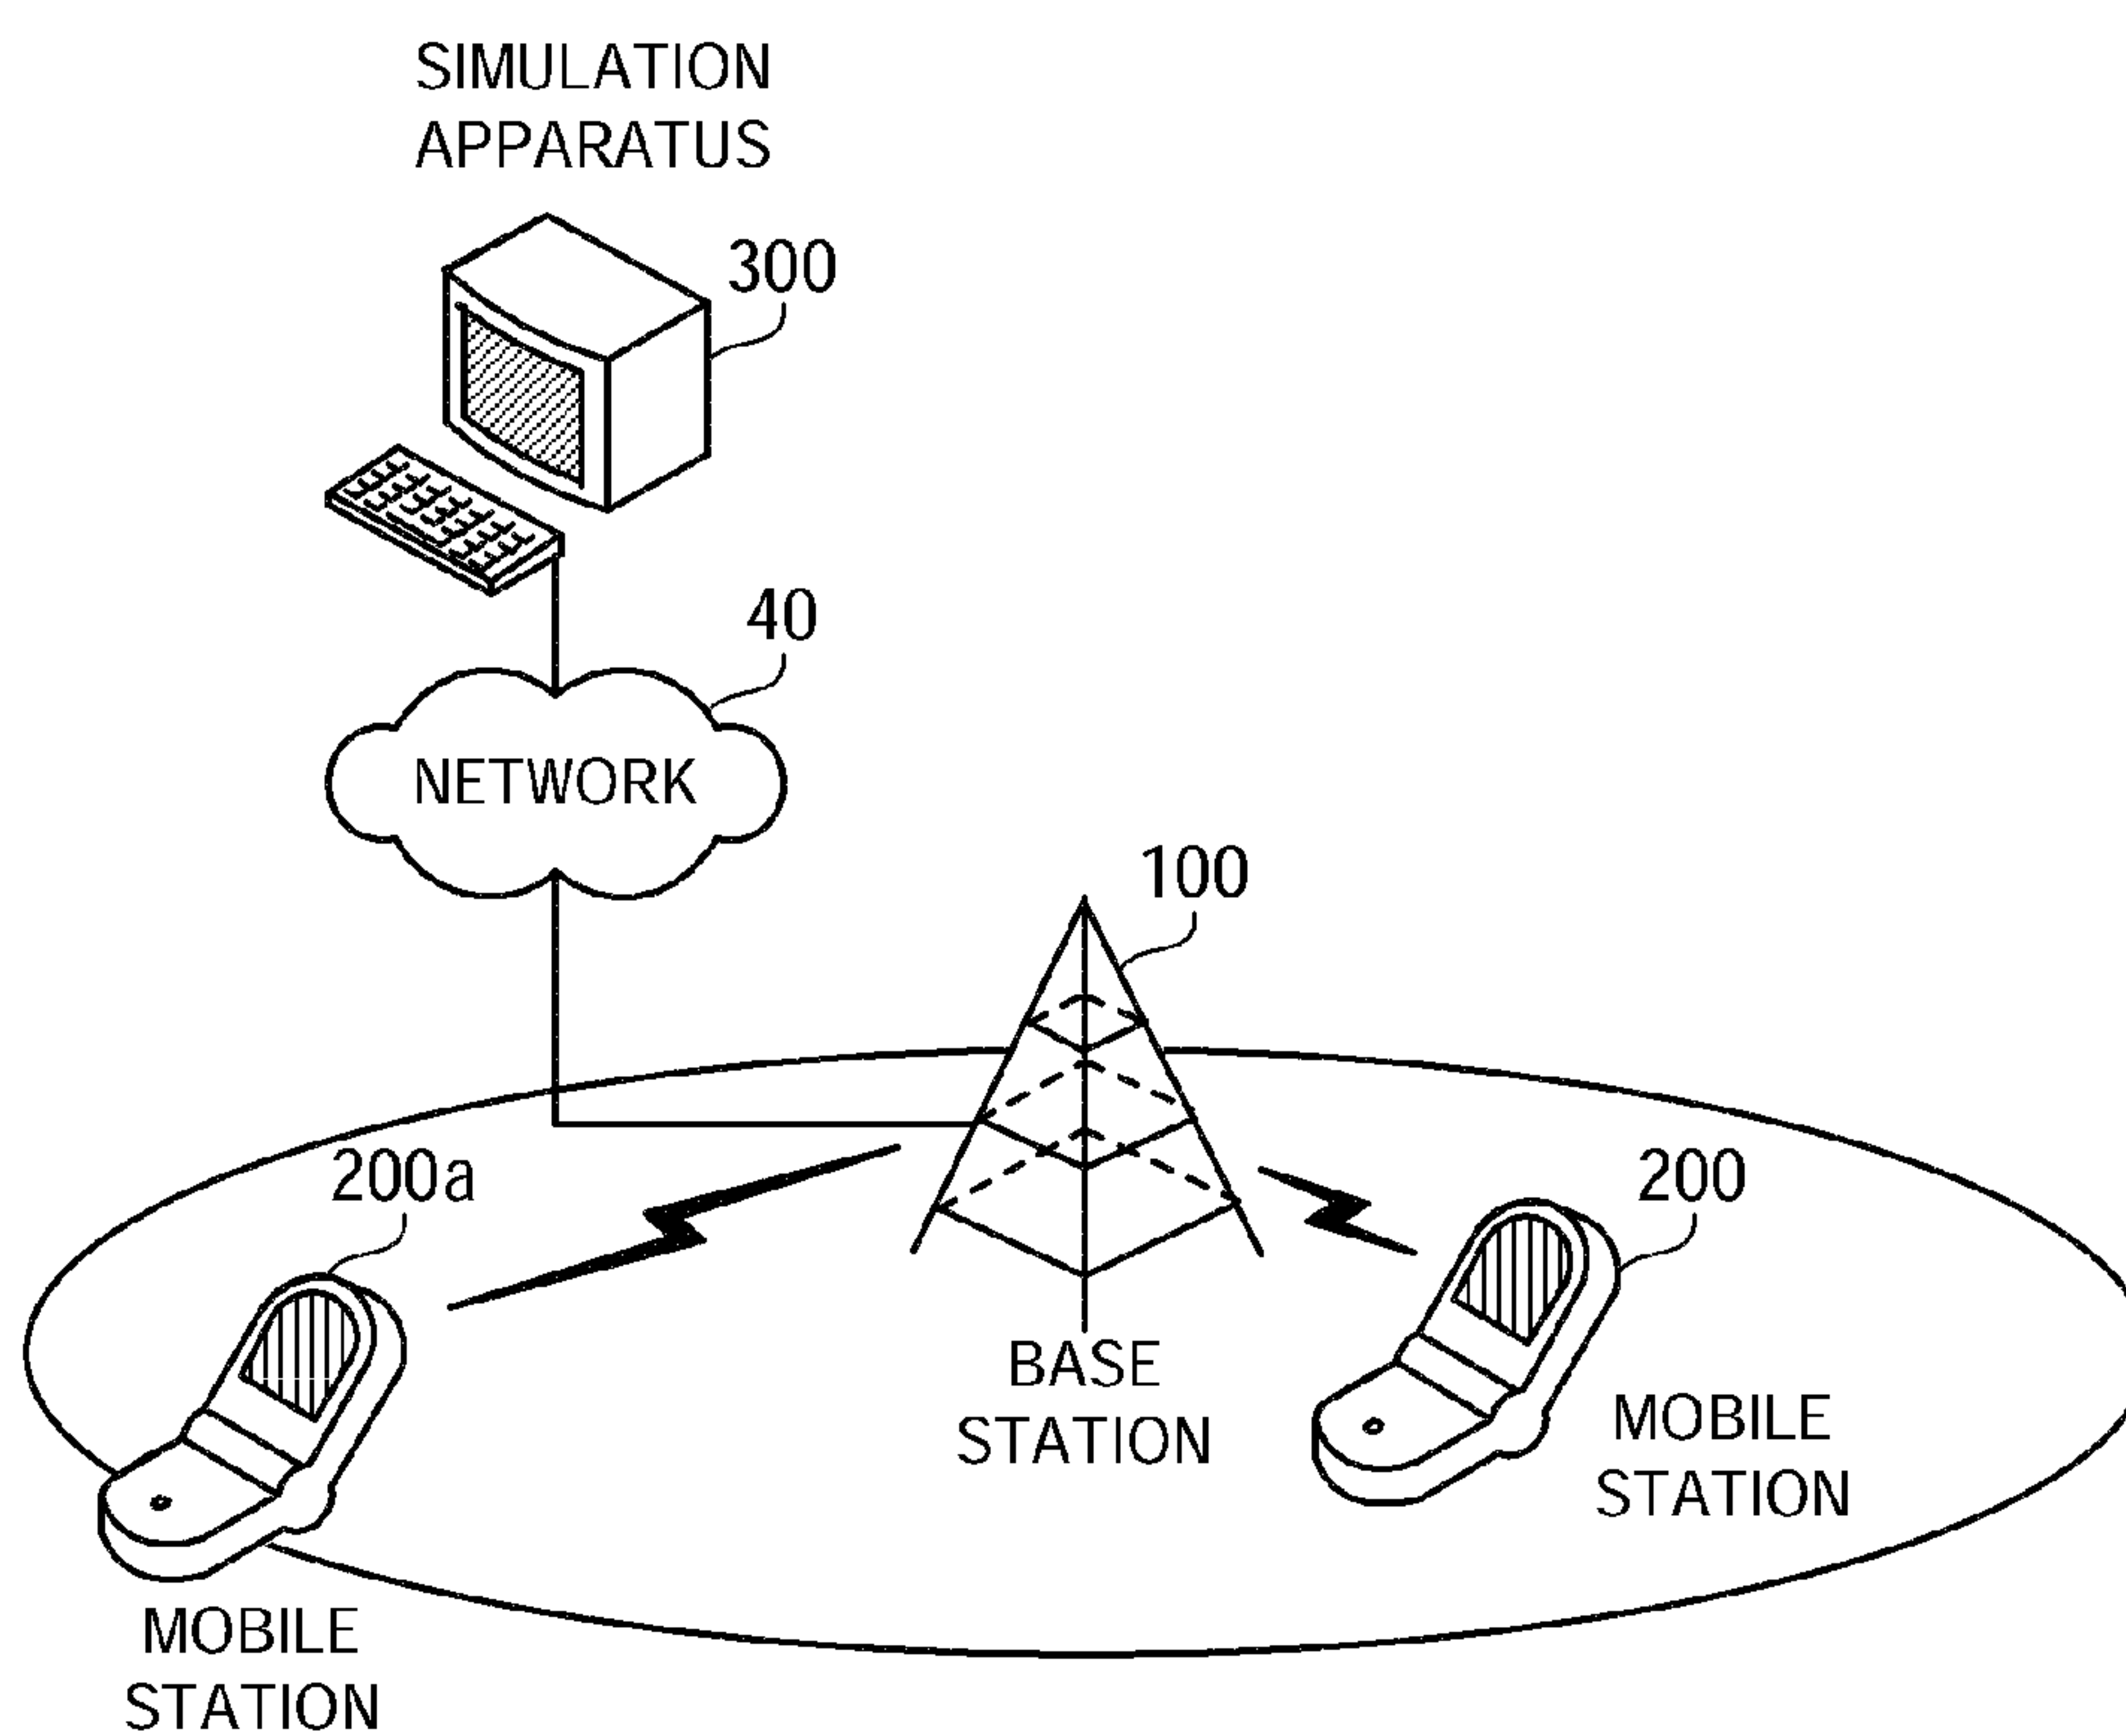 SIMULATION
APPARATUS
300
40
NETWORK
100
200a
200
BASE
STATION
MOBILE
STATION
MOBILE
STATION